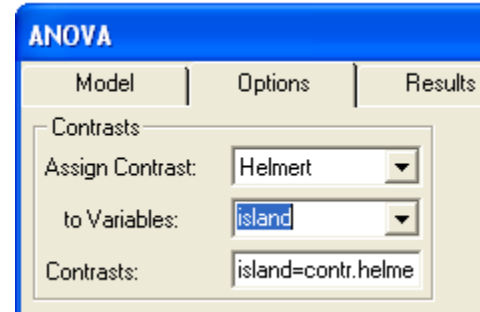 ANOVA
Model Options Results
Contrasts
Assign Contrast: Helmert
to Variables: island
Contrasts: island=contr.helme